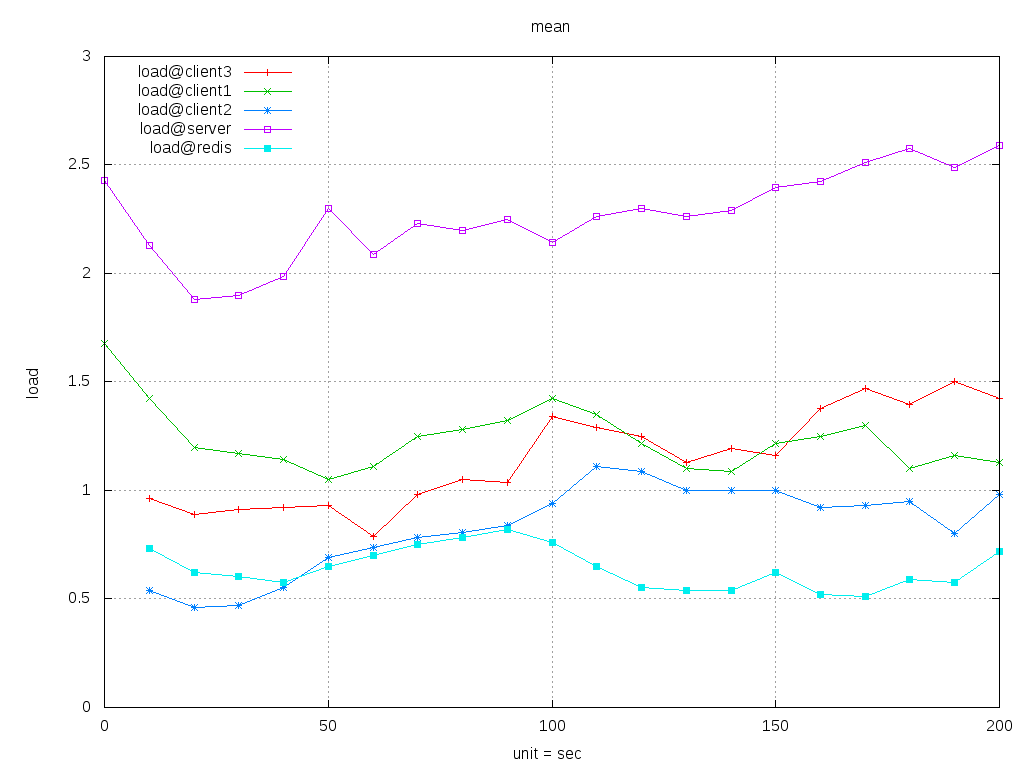 mean
3
2.5
2
1.5
1
0.5
0
load
load@client3
load@client1
load@client2
load@server
load@redis
0
50
100
150
200
unit = sec